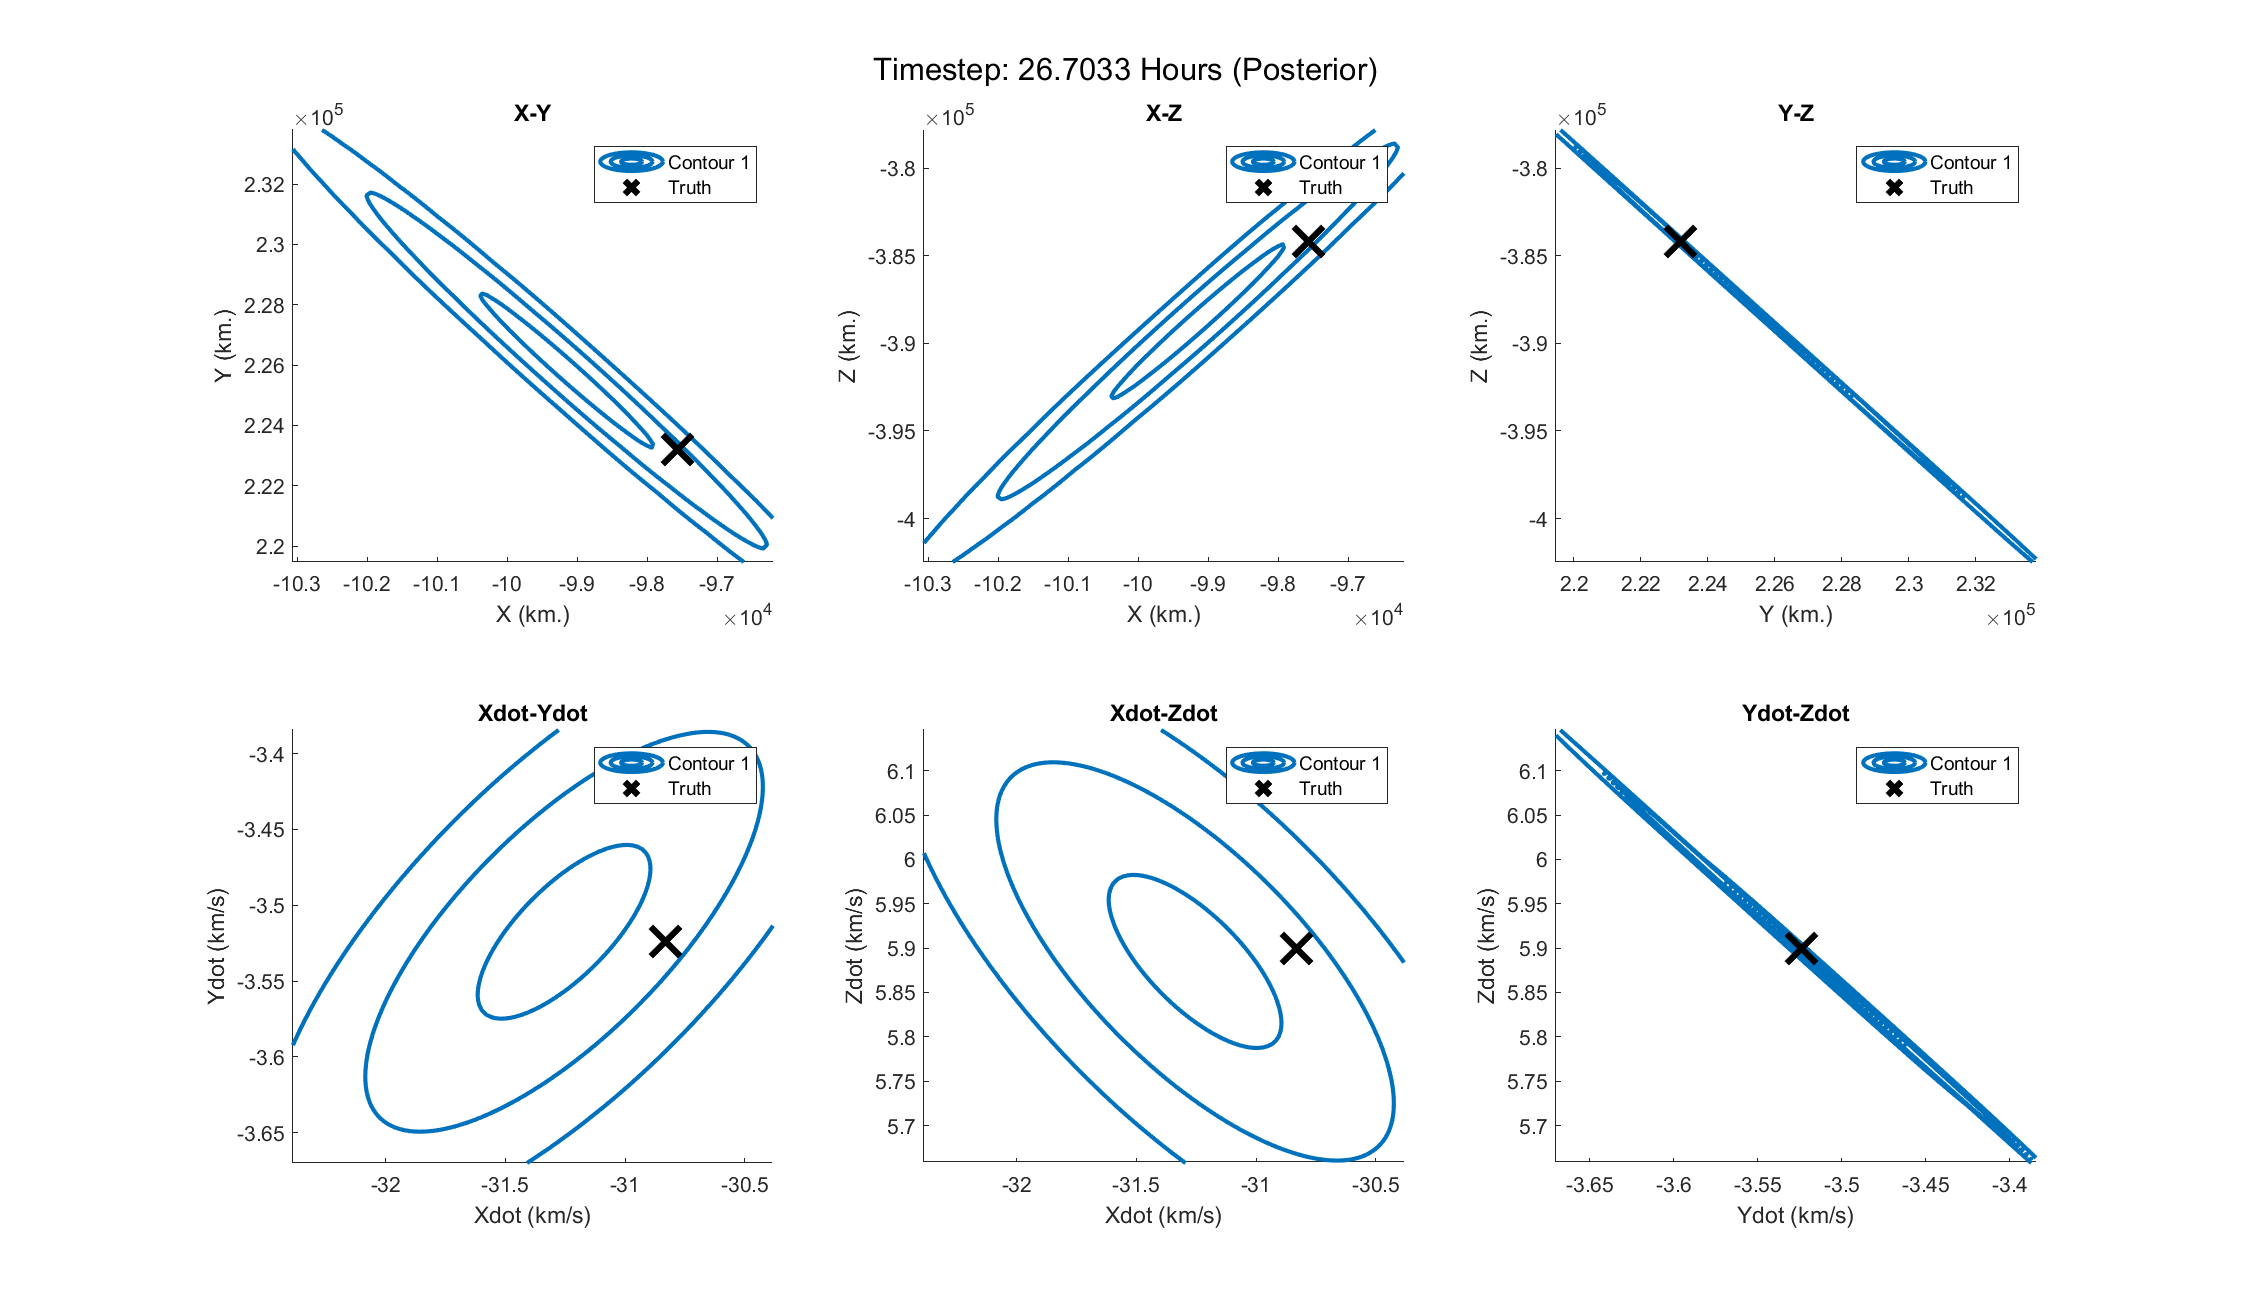 Timestep: 26.7033 Hours (Posterior)
X-Y
×10^5
2.32
2.3
2.28
2.26
2.24
2.22
2.2
Y (km.)
-10.3 -10.2 -10.1 -10 -9.9 -9.8 -9.7
X (km.)
×10^4
Contour 1
Truth
X-Z
×10^5
-3.8
-3.85
-3.9
-3.95
-4
Z (km.)
-10.3 -10.2 -10.1 -10 -9.9 -9.8 -9.7
X (km.)
×10^4
Contour 1
Truth
Y-Z
×10^5
-3.8
-3.85
-3.9
-3.95
-4
Z (km.)
2.2 2.22 2.24 2.26 2.28 2.3 2.32
Y (km.)
×10^5
Contour 1
Truth
Xdot-Ydot
-3.4
-3.45
-3.5
-3.55
-3.6
-3.65
Ydot (km/s)
-32 -31.5 -31 -30.5
Xdot (km/s)
Contour 1
Truth
Xdot-Zdot
6.1
6.05
6
5.95
5.9
5.85
5.8
5.75
5.7
Zdot (km/s)
-32 -31.5 -31 -30.5
Xdot (km/s)
Contour 1
Truth
Ydot-Zdot
6.1
6.05
6
5.95
5.9
5.85
5.8
5.75
5.7
Zdot (km/s)
-3.65 -3.6 -3.55 -3.5 -3.45 -3.4
Ydot (km/s)
Contour 1
Truth